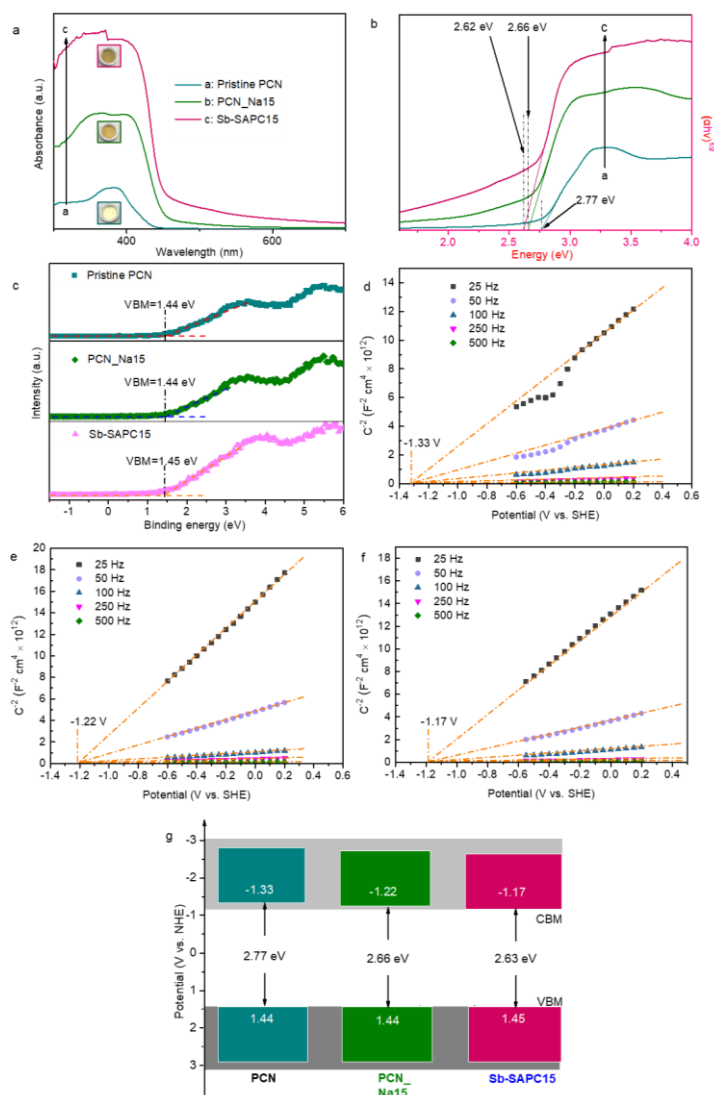 a
c
a: Pristine PCN
b: PCN_Na15
c: Sb-SAPC15
a
Absorbance (a.u.)
400 600
Wavelength (nm)
b
2.62 eV
2.66 eV
c
a
2.77 eV
(αhν)^1/2
2.0 2.5 3.0 3.5 4.0
Energy (eV)
c
Pristine PCN
VBM=1.44 eV
PCN_Na15
VBM=1.44 eV
Sb-SAPC15
VBM=1.45 eV
Intensity (a.u.)
-1 0 1 2 3 4 5 6
Binding energy (eV)
d
25 Hz
50 Hz
100 Hz
250 Hz
500 Hz
-1.33 V
C⁻² (F⁻² cm⁴ × 10¹²)
14
12
10
8
6
4
2
0
-1.4 -1.2 -1.0 -0.8 -0.6 -0.4 -0.2 0.0 0.2 0.4 0.6
Potential (V vs. SHE)
e
25 Hz
50 Hz
100 Hz
250 Hz
500 Hz
-1.22 V
C⁻² (F⁻² cm⁴ × 10¹²)
20
18
16
14
12
10
8
6
4
2
0
-1.4 -1.2 -1.0 -0.8 -0.6 -0.4 -0.2 0.0 0.2 0.4 0.6
Potential (V vs. SHE)
f
25 Hz
50 Hz
100 Hz
250 Hz
500 Hz
-1.17 V
C⁻² (F⁻² cm⁴ × 10¹²)
18
16
14
12
10
8
6
4
2
0
-1.4 -1.2 -1.0 -0.8 -0.6 -0.4 -0.2 0.0 0.2 0.4
Potential (V vs. SHE)
g
-3
-2
-1
0
1
2
3
Potential (V vs. NHE)
-1.33 -1.22 -1.17
CBM
2.77 eV 2.66 eV 2.63 eV
VBM
1.44 1.44 1.45
PCN PCN_ Sb-SAPC15
Na15